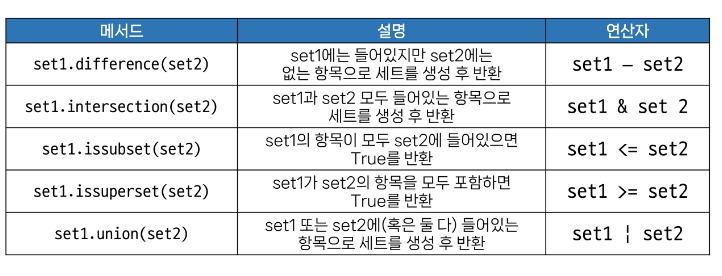 메서드 설명 연산자
set1.difference(set2) set1에는 들어있지만 set2에는 없는 항목으로 세트를 생성 후 반환 set1 – set2
set1.intersection(set2) set1과 set2 모두 들어있는 항목으로 세트를 생성 후 반환 set1 & set 2
set1.issubset(set2) set1의 항목이 모두 set2에 들어있으면 True를 반환 set1 <= set2
set1.issuperset(set2) set1가 set2의 항목을 모두 포함하면 True를 반환 set1 >= set2
set1.union(set2) set1 또는 set2에(혹은 둘 다) 들어있는 항목으로 세트를 생성 후 반환 set1 ¦ set2